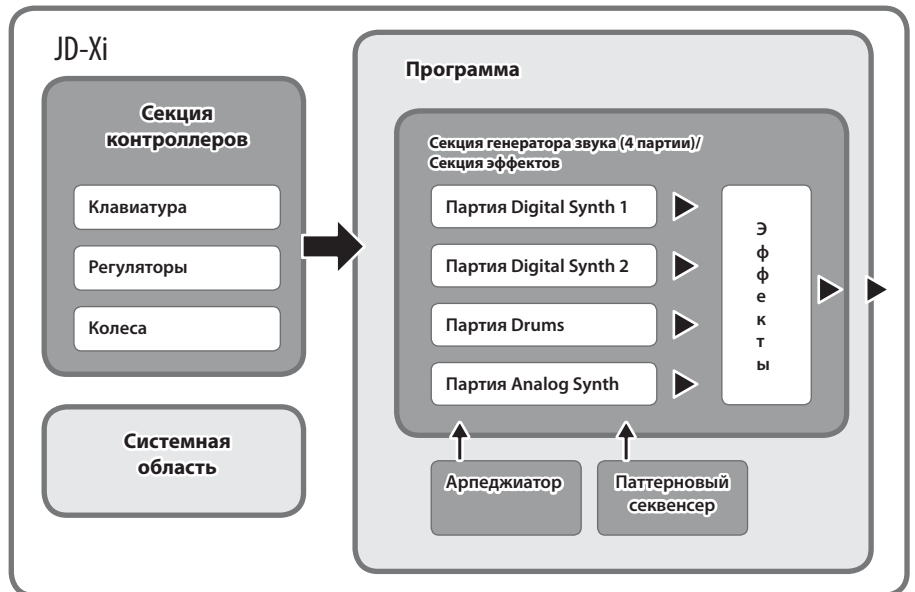 JD-Xi
Секция
контроллеров
Клавиатура
Регуляторы
Колеса
Системная
область
Программа
Секция генератора звука (4 партии)/
Секция эффектов
Партия Digital Synth 1
Партия Digital Synth 2
Партия Drums
Партия Analog Synth
Э
ф
ф
е
к
т
ы
Арпеджиатор
Паттерновый
секвенсер